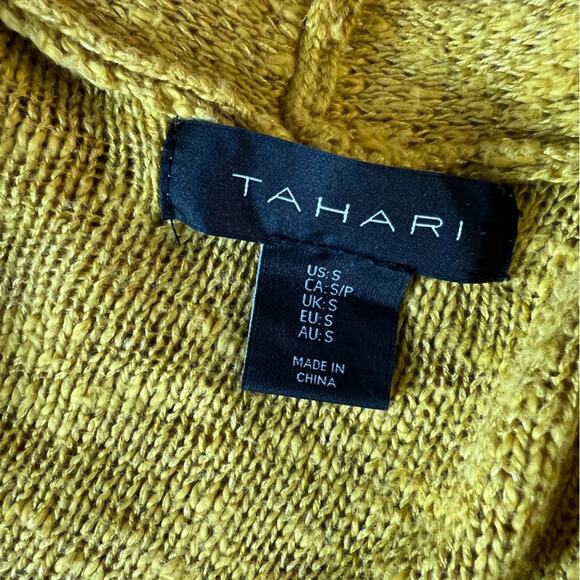 TAHARI
US: S
CA: S/P
UK: S
EU: S
AU: S
MADE IN
CHINA